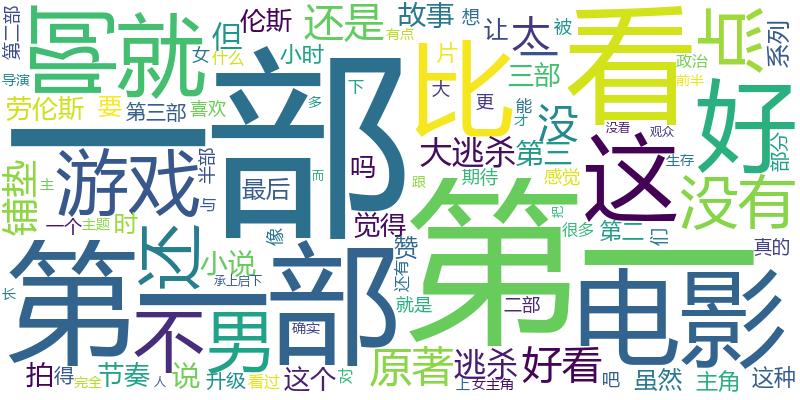 第二部
啊
就
但
伦斯
还是
故事
想
让
太
被
点
系列
导演
女
什么
小时
有点
片
大
更
三部
政治
前半
劳伦斯
要
第三部
喜欢
多
一部
下
比
看
能
才
没
没看
观众
好
部分
铺垫
主
游戏
半部
与
最后
吗
大逃杀
第三
这
生存
没有
而
跟
期待
感觉
把
一个
主题
时
还
像
觉得
赞
很多
第二
们
真的
小说
承上启下
还有
第一
长
第一部
不
男
确实
就是
二部
电影
拍
得
节奏
完全
人
说
升级
看过
这个
对
原著
逃杀
上
女主角
好看
吧
虽然
主角
这种